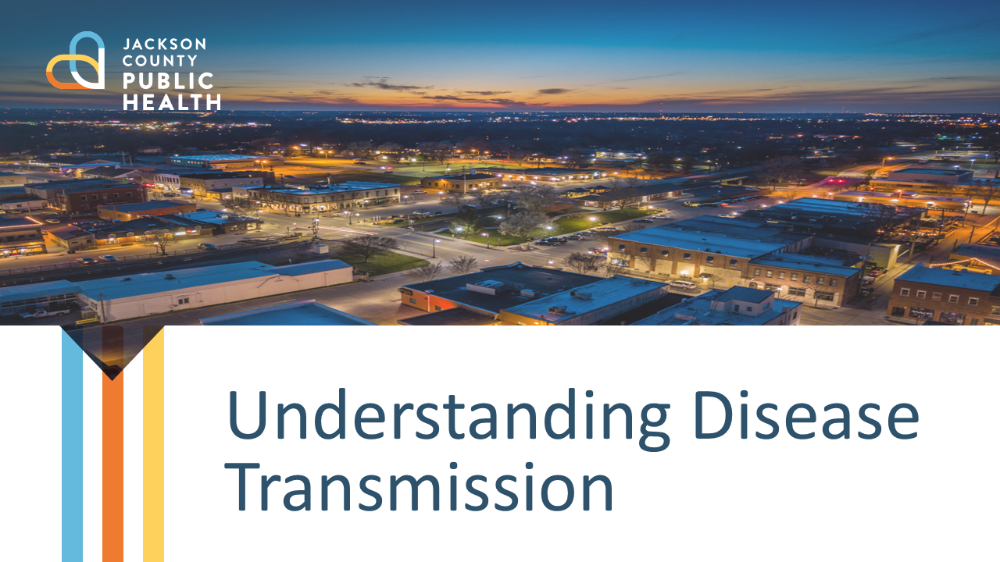 JACKSON
COUNTY
PUBLIC
HEALTH
Understanding Disease
Transmission